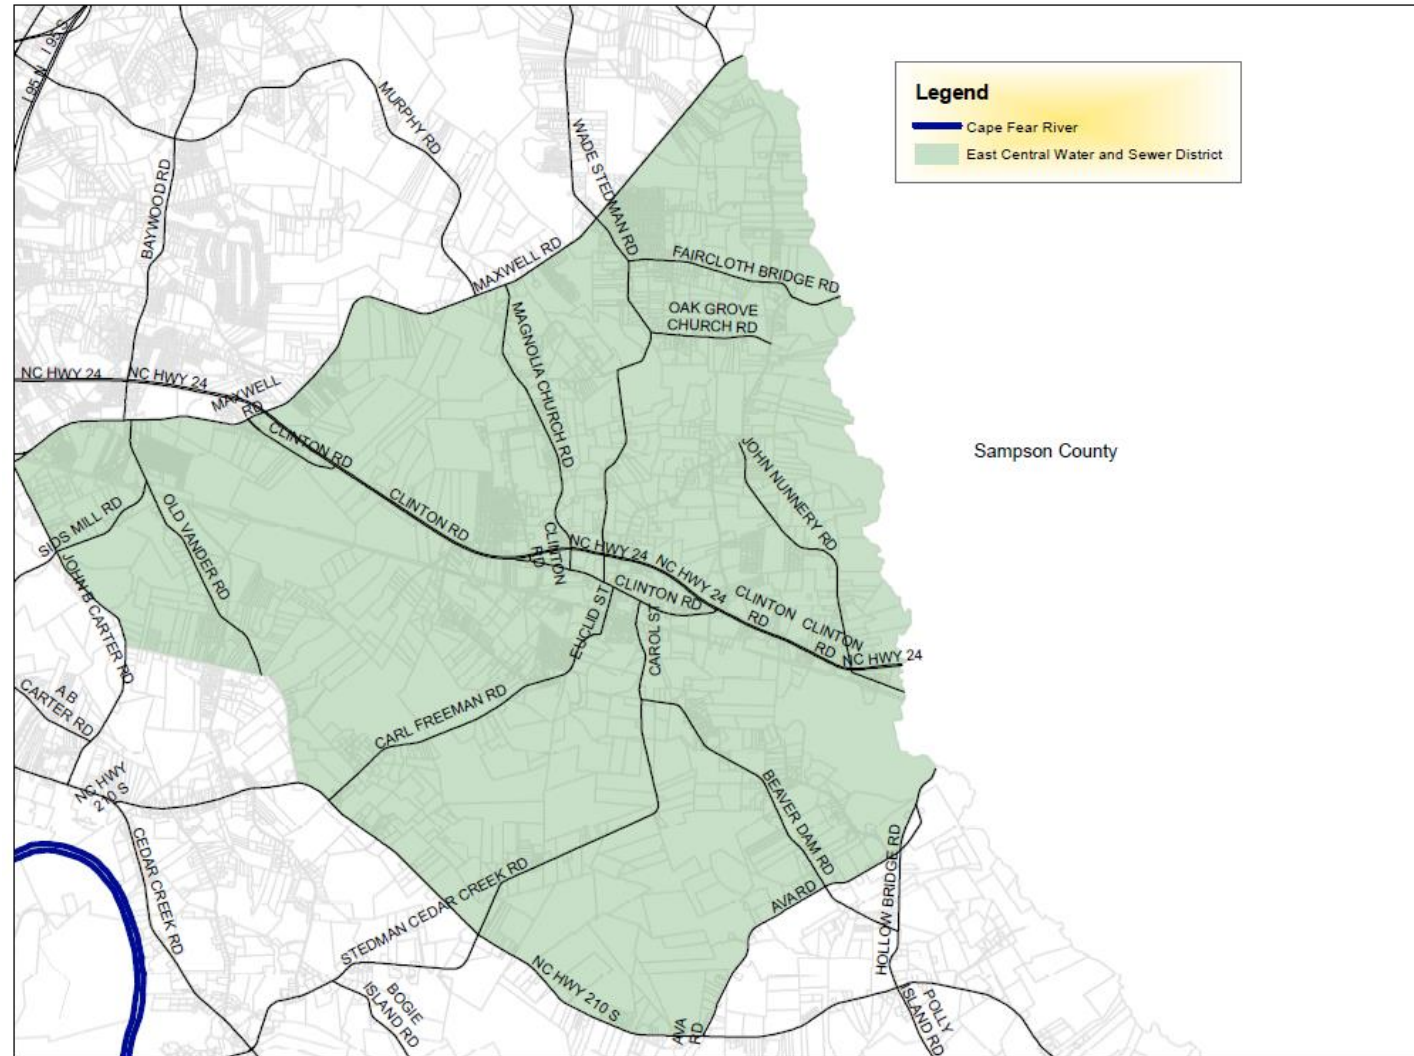 I 95 N
I 95 S
MURPHY RD
Legend
Cape Fear River
East Central Water and Sewer District
WADE STEDMAN RD
BAYWOOD RD
MAXWELL RD
FAIRCLOTH BRIDGE RD
OAK GROVE
CHURCH RD
MAGNOLIA CHURCH RD
NC HWY 24
NC HWY 24
MAXWELL
RD
CLINTON RD
Sampson County
JOHN NUNNERY RD
CLINTON RD
SIDS MILL RD
OLD VANDER RD
CLINTON
RD
NC HWY 24
NC HWY 24
JOHN B CARTER RD
EUCLID ST
CLINTON RD
CAROL ST
CLINTON
RD
CLINTON
RD
NC HWY 24
A B
CARTER RD
CARL FREEMAN RD
NC HWY
210 S
BEAVER DAM RD
CEDAR CREEK RD
STEDMAN CEDAR CREEK RD
AVA RD
HOLLOW BRIDGE RD
NC HWY 210 S
BOGIE
ISLAND RD
AVA
RD
POLLY
ISLAND RD